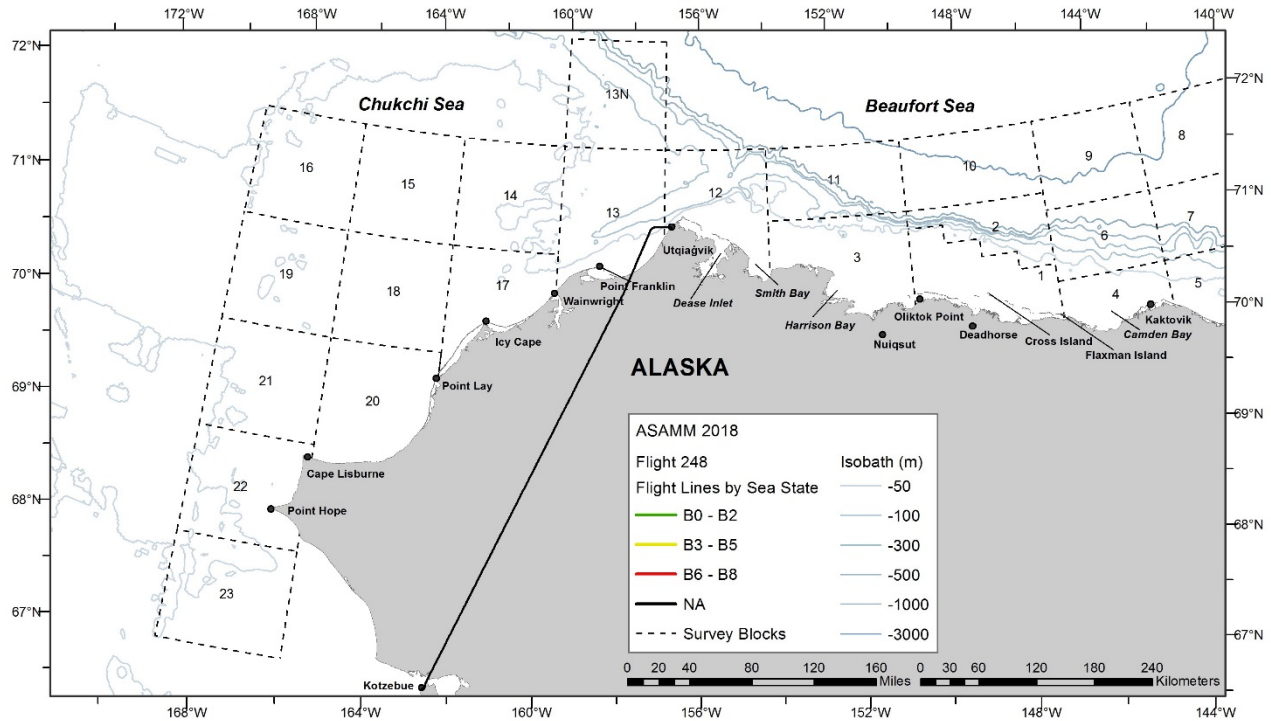 172°W 168°W 164°W 160°W 156°W 152°W 148°W 144°W 140°W
72°N
72°N
13N
Chukchi Sea
Beaufort Sea
8
9
71°N
16
15
14
10
71°N
11
12
13
7
2
6
Utqiaġvik
3
70°N
19
18
17
Point Franklin
1
5
Smith Bay
4
70°N
Wainwright
Dease Inlet
Oliktok Point
Kaktovik
Harrison Bay
Deadhorse
Camden Bay
Icy Cape
Nuiqsut
Cross Island
Flaxman Island
69°N
21
20
Point Lay
ALASKA
69°N
Cape Lisburne
68°N
22
Point Hope
68°N
67°N
23
67°N
Kotzebue
ASAMM 2018
Flight 248
Flight Lines by Sea State
B0 - B2
B3 - B5
B6 - B8
NA
Survey Blocks
Isobath (m)
-50
-100
-300
-500
-1000
-3000
0 20 40 80 120 160
Miles
0 30 60 120 180 240
Kilometers
168°W 164°W 160°W 156°W 152°W 148°W 144°W